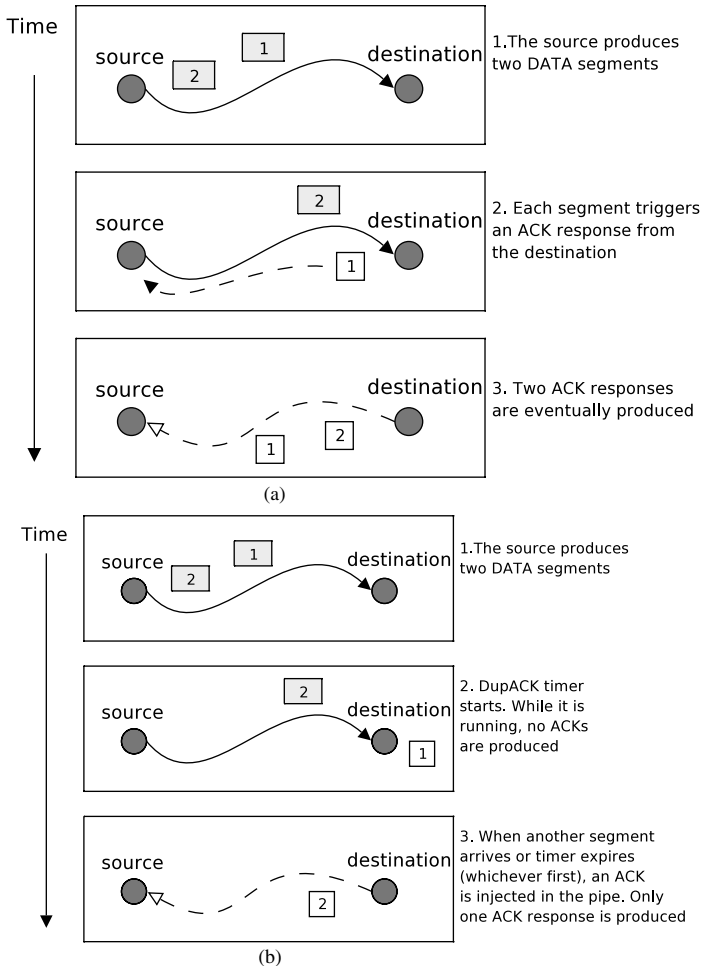 Time
source
1
2
destination
1.The source produces
two DATA segments
source
2
destination
1
2. Each segment triggers
an ACK response from
the destination
source
destination
1
2
3. Two ACK responses
are eventually produced
(a)
Time
source
1
2
destination
1.The source produces
two DATA segments
source
2
destination
1
2. DupACK timer
starts. While it is
running, no ACKs
are produced
source
destination
2
3. When another segment
arrives or timer expires
(whichever first), an ACK
is injected in the pipe. Only
one ACK response is produced
(b)